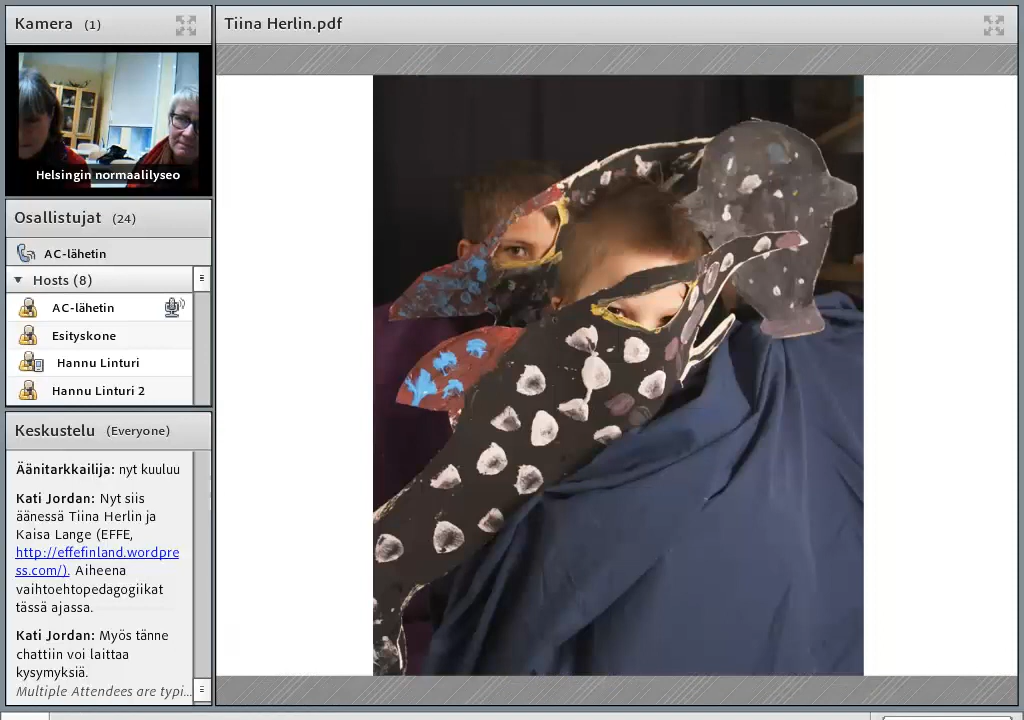 Kamera (1)
Tiina Herlin.pdf
Helsingin normaalilyseo
Osallistujat (24)
AC-lähetin
Hosts (8)
AC-lähetin
Esityskone
Hannu Linturi
Hannu Linturi 2
Keskustelu (Everyone)
Äänitarkkailija: nyt kuuluu
Kati Jordan: Nyt siis
äänessä Tiina Herlin ja
Kaisa Lange (EFFE,
http://effefinland.wordpre
ss.com/). Aiheena
vaihtoehtopedagogiikat
tässä ajassa.
Kati Jordan: Myös tänne
chattiin voi laittaa
kysymyksiä.
Multiple Attendees are typi...